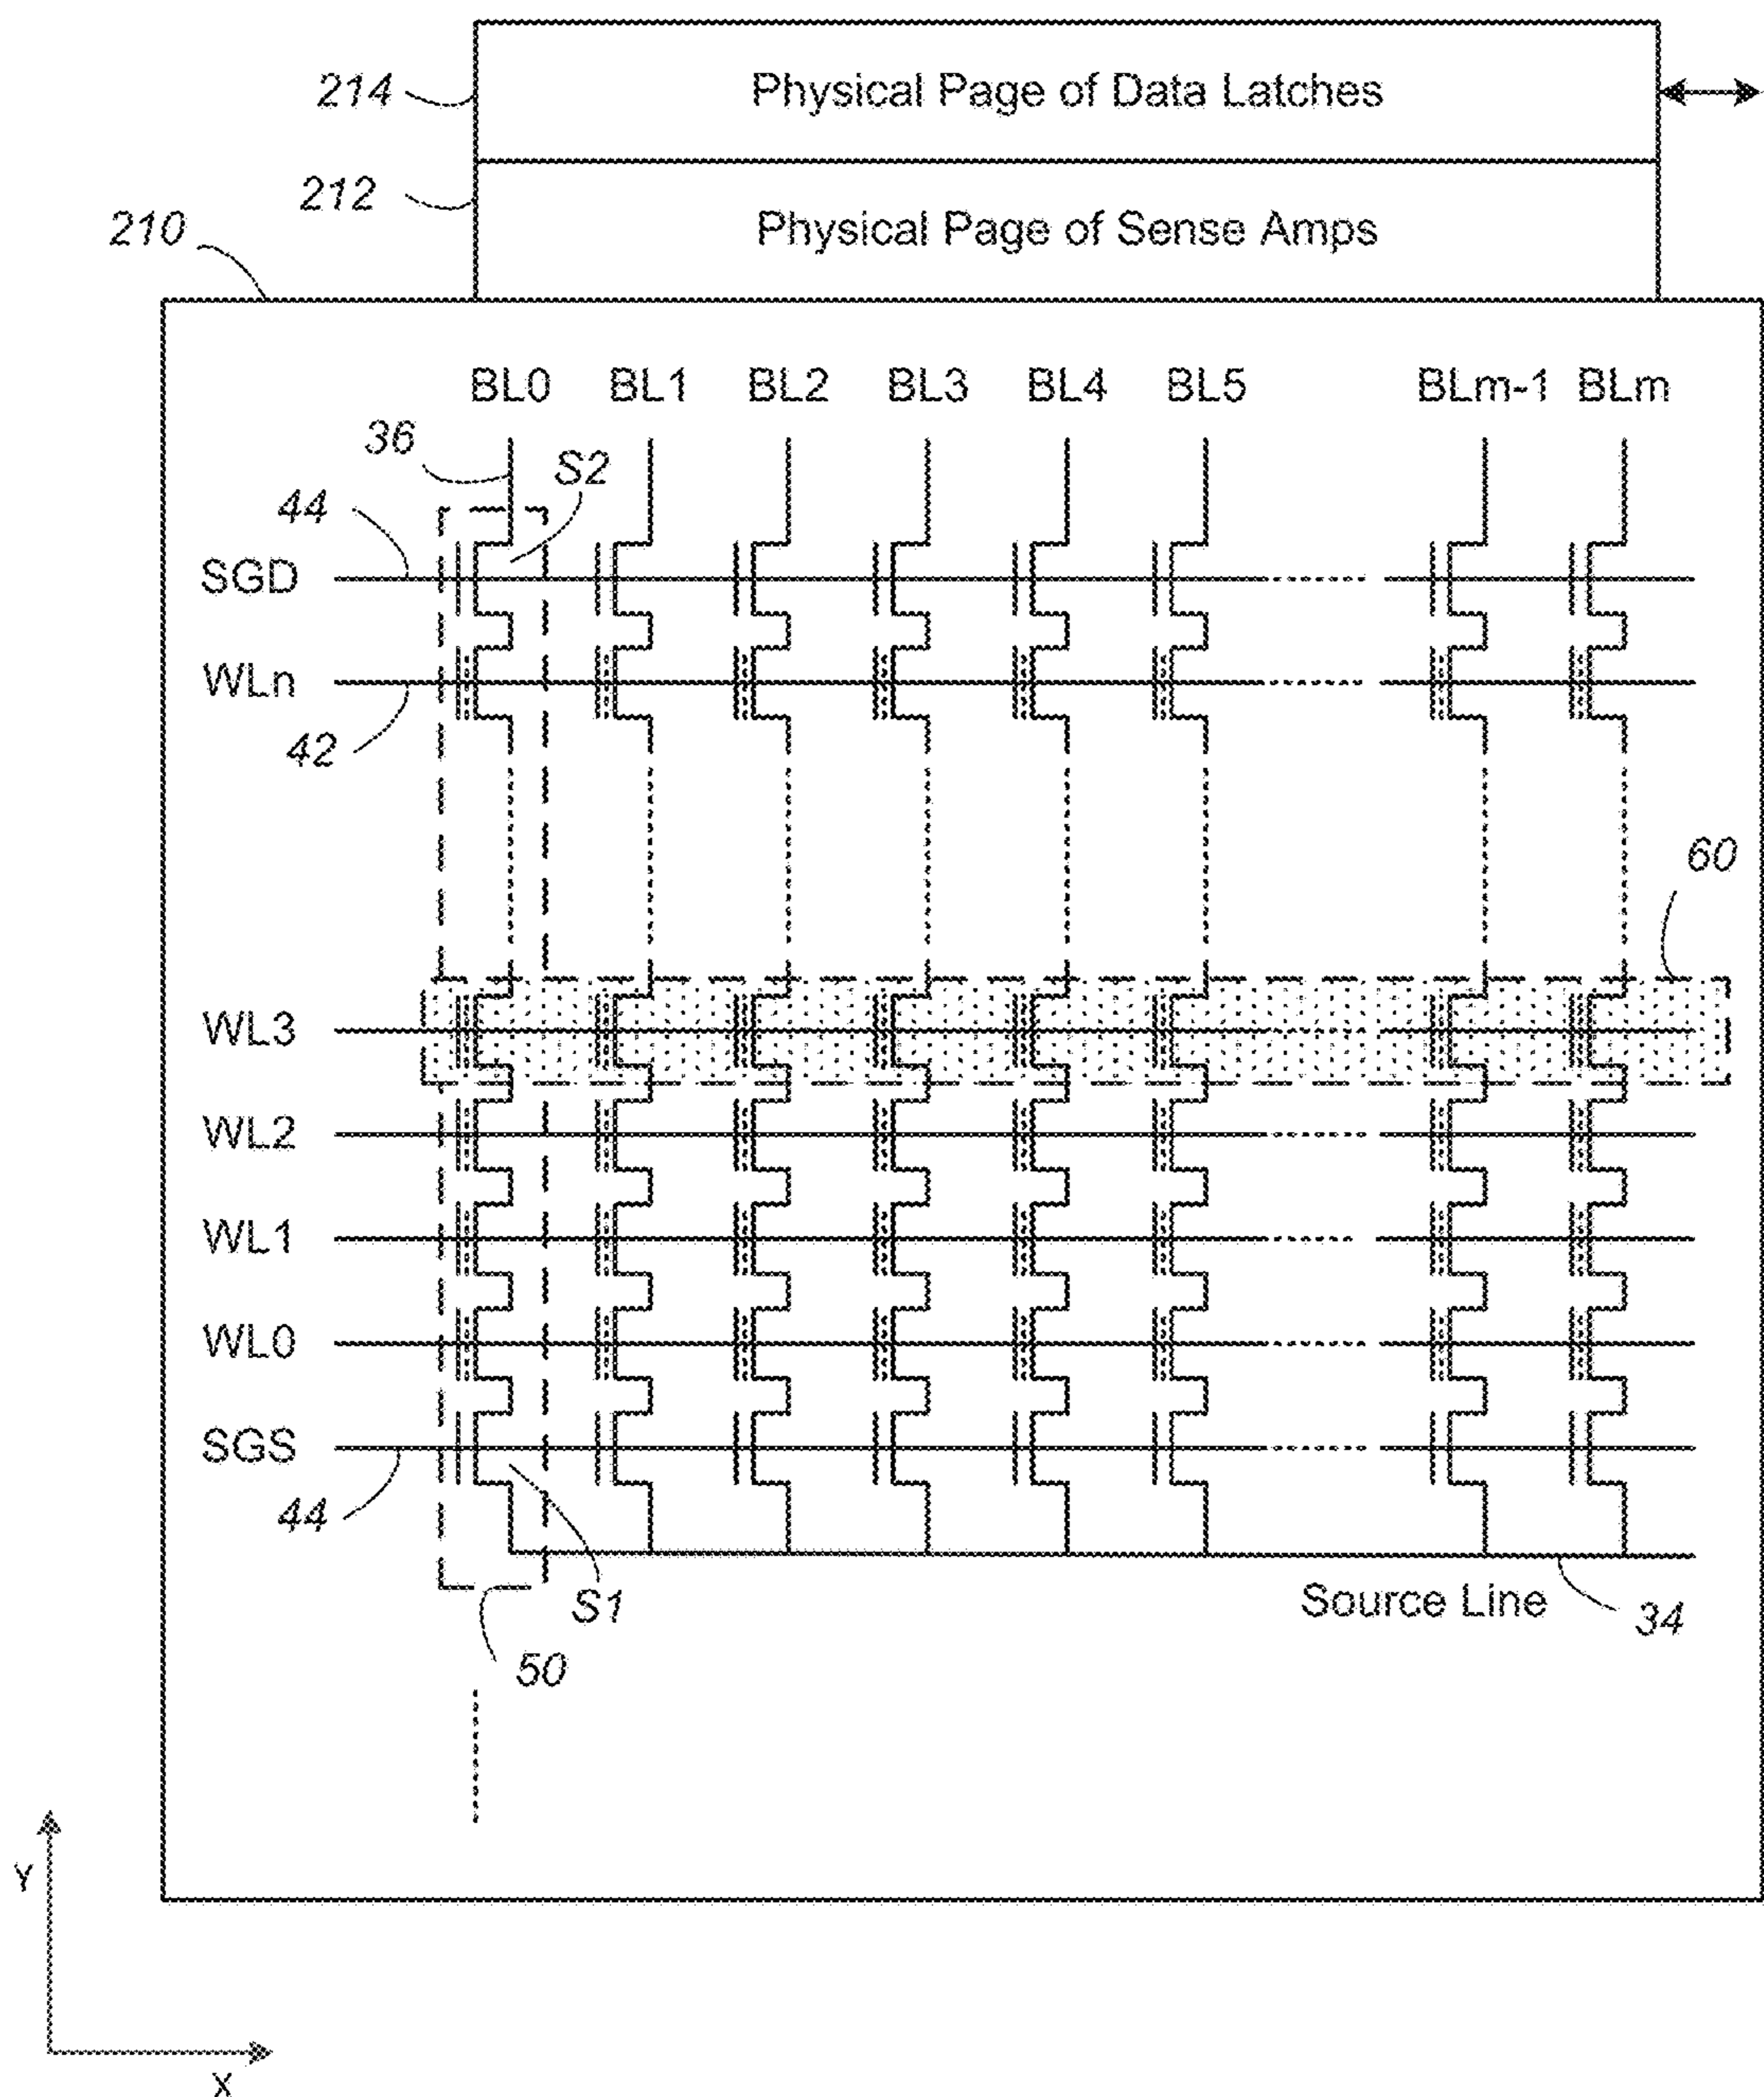 214
Physical Page of Data Latches
212
Physical Page of Sense Amps
210
BL0 BL1 BL2 BL3 BL4 BL5 BLm-1 BLm
36
S2
44
SGD
WLn
42
60
WL3
WL2
WL1
WL0
SGS
44
S1
Source Line
34
50
Y
X